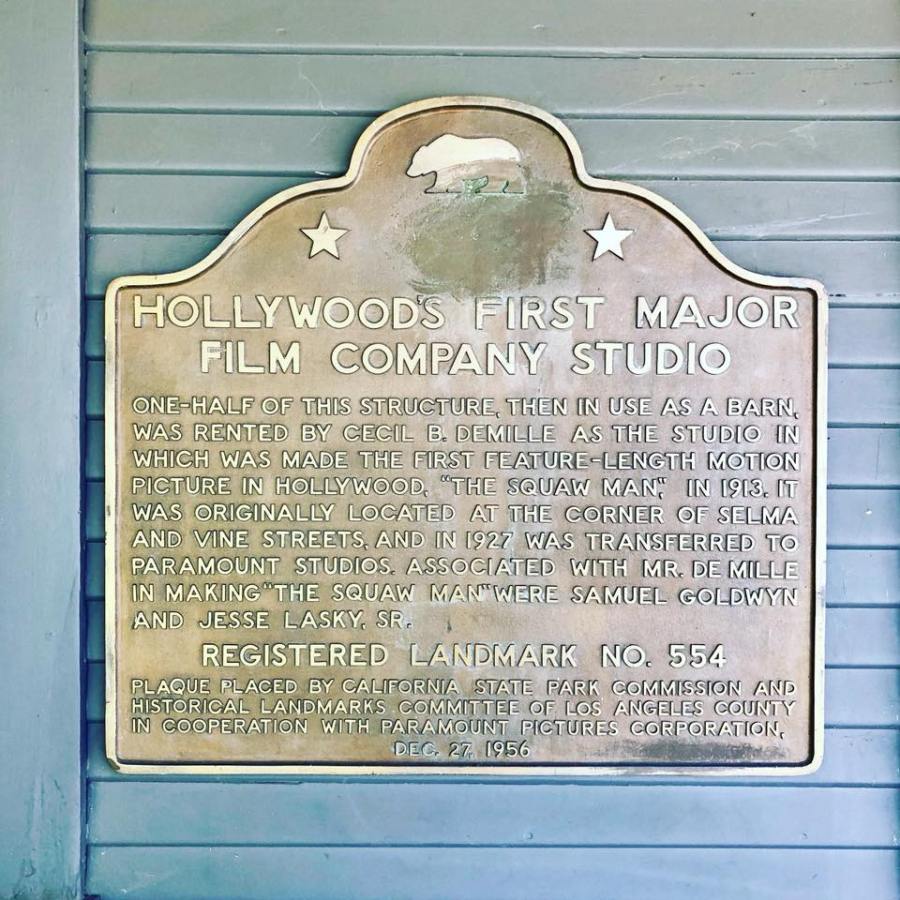 HOLLYWOOD'S FIRST MAJOR
FILM COMPANY STUDIO
ONE-HALF OF THIS STRUCTURE, THEN IN USE AS A BARN,
WAS RENTED BY CECIL B. DEMILLE AS THE STUDIO IN
WHICH WAS MADE THE FIRST FEATURE-LENGTH MOTION
PICTURE IN HOLLYWOOD, "THE SQUAW MAN," IN 1913. IT
WAS ORIGINALLY LOCATED AT THE CORNER OF SELMA
AND VINE STREETS, AND IN 1927 WAS TRANSFERRED TO
PARAMOUNT STUDIOS. ASSOCIATED WITH MR. DE MILLE
IN MAKING "THE SQUAW MAN" WERE SAMUEL GOLDWYN
AND JESSE LASKY, SR.
REGISTERED LANDMARK NO. 554
PLAQUE PLACED BY CALIFORNIA STATE PARK COMMISSION AND
HISTORICAL LANDMARKS COMMITTEE OF LOS ANGELES COUNTY
IN COOPERATION WITH PARAMOUNT PICTURES CORPORATION,
DEC. 27, 1956